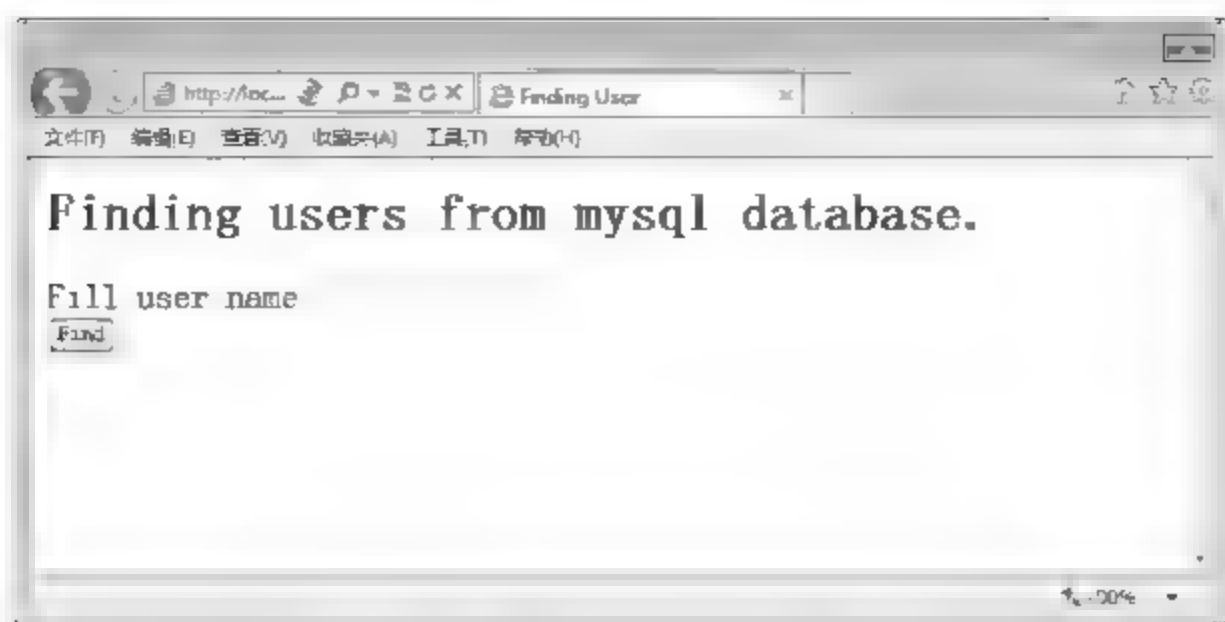 http://loc...
Finding User
文件(F) 编辑(E) 查看(V) 收藏夹(A) 工具(T) 帮助(H)
Finding users from mysql database.
Fill user name
Find